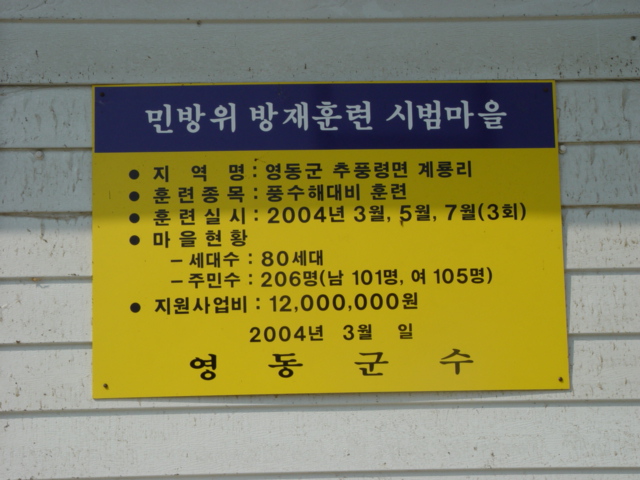 민방위 방재훈련 시범마을
● 지 역 명 : 영동군 추풍령면 계룡리
● 훈련종목 : 풍수해대비 훈련
● 훈련실시 : 2004년 3월, 5월, 7월(3회)
● 마을현황
– 세대수 : 80세대
– 주민수 : 206명(남 101명, 여 105명)
● 지원사업비 : 12,000,000원
2004년 3월 일
영 동 군 수